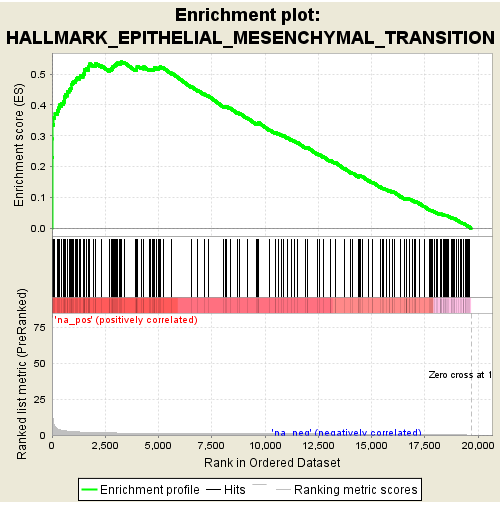 Enrichment plot:
HALLMARK_EPITHELIAL_MESENCHYMAL_TRANSITION
Enrichment score (ES)
0.5
0.4
0.3
0.2
0.1
0.0
'na_pos' (positively correlated)
Ranked list metric (PreRanked)
75
50
25
0
Zero cross at 1
'na_neg' (negatively correlated)
0 2,500 5,000 7,500 10,000 12,500 15,000 17,500 20,000
Rank in Ordered Dataset
Enrichment profile Hits Ranking metric scores